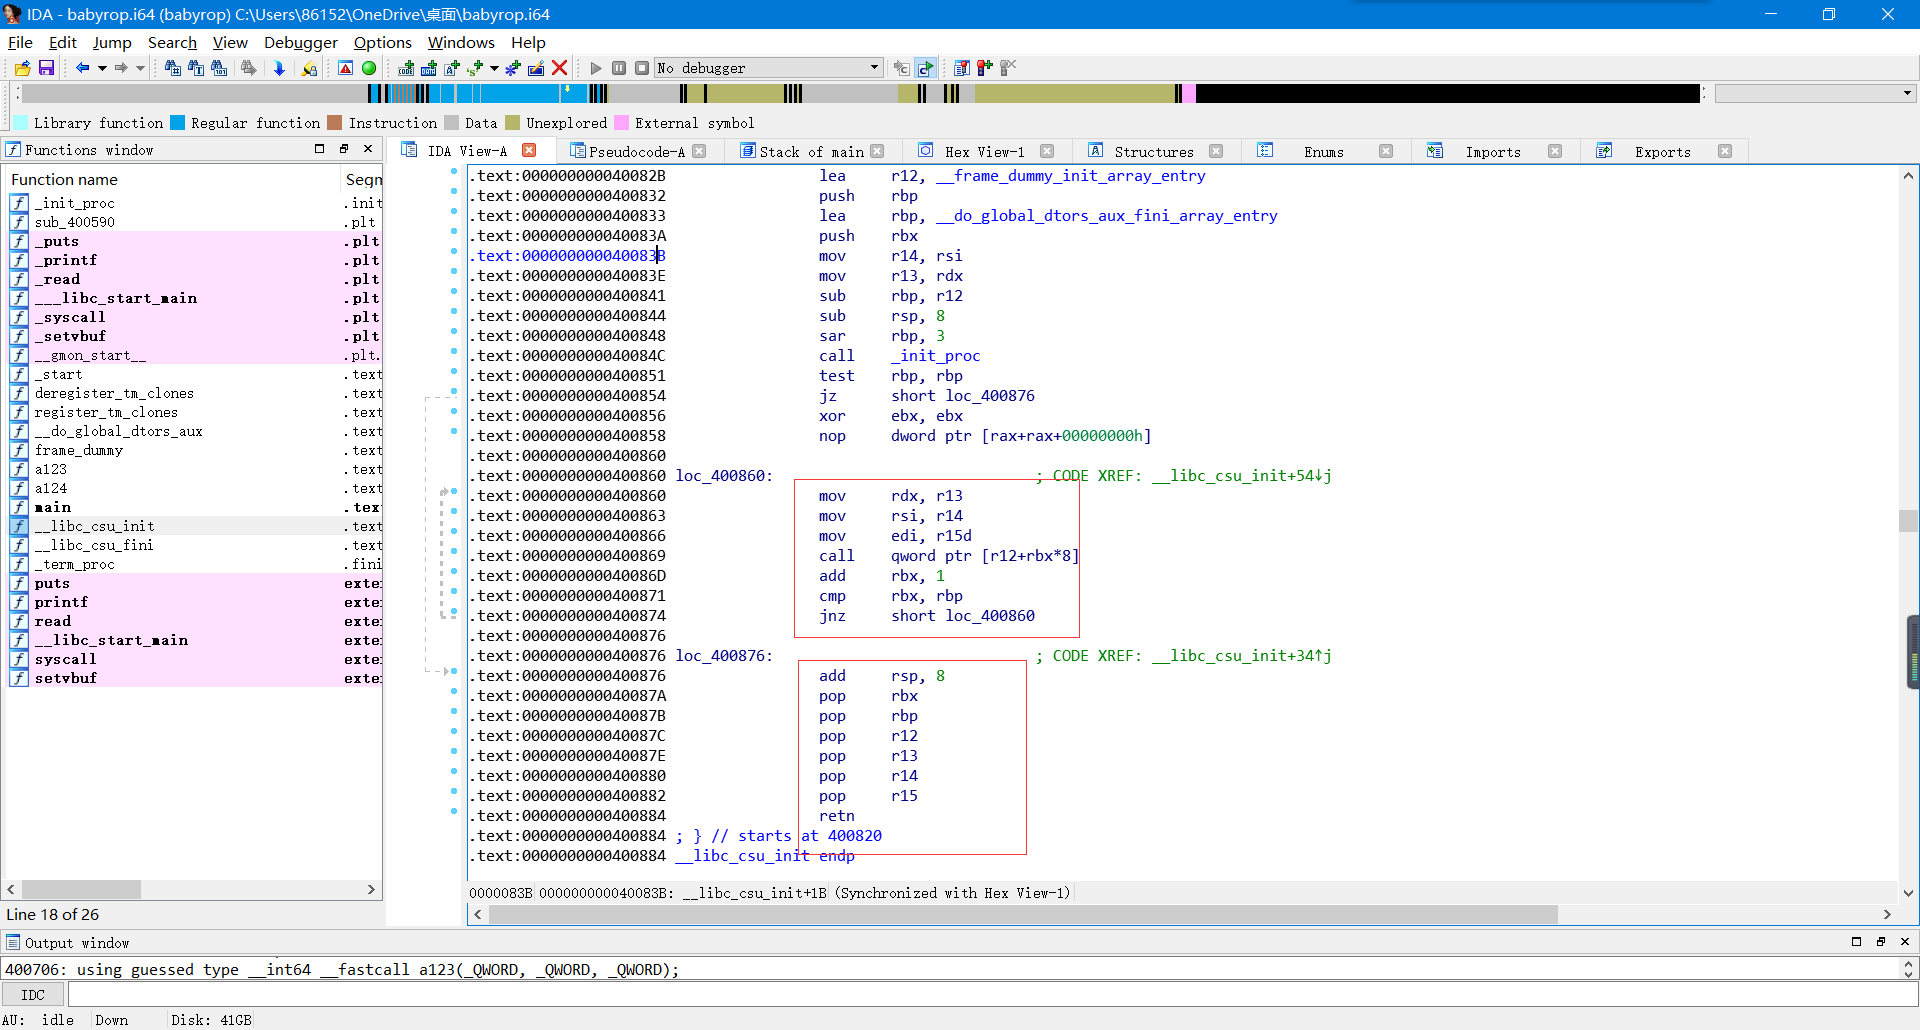 IDA - babyrop.i64 (babyrop) C:\Users\86152\OneDrive\桌面\babyrop.i64
File Edit Jump Search View Debugger Options Windows Help
No debugger
Library function Regular function Instruction Data Unexplored External symbol
Functions window
IDA View-A Pseudocode-A Stack of main Hex View-1 Structures Enums Imports Exports
Function name Segm
_init_proc .init
sub_400590 .plt
_puts .plt
_printf .plt
_read .plt
___libc_start_main .plt
_syscall .plt
_setvbuf .plt
__gmon_start__ .plt.
_start .text
deregister_tm_clones .text
register_tm_clones .text
__do_global_dtors_aux .text
frame_dummy .text
a123 .text
a124 .text
main .text
__libc_csu_init .text
__libc_csu_fini .text
_term_proc .fini
puts exte
printf exte
read exte
__libc_start_main exte
syscall exte
setvbuf exte
Line 18 of 26
.text:000000000040082B lea r12, __frame_dummy_init_array_entry
.text:0000000000400832 push rbp
.text:0000000000400833 lea rbp, __do_global_dtors_aux_fini_array_entry
.text:000000000040083A push rbx
.text:000000000040083B mov r14, rsi
.text:000000000040083E mov r13, rdx
.text:0000000000400841 sub rbp, r12
.text:0000000000400844 sub rsp, 8
.text:0000000000400848 sar rbp, 3
.text:000000000040084C call _init_proc
.text:0000000000400851 test rbp, rbp
.text:0000000000400854 jz short loc_400876
.text:0000000000400856 xor ebx, ebx
.text:0000000000400858 nop dword ptr [rax+rax+00000000h]
.text:0000000000400860
.text:0000000000400860 loc_400860: ; CODE XREF: __libc_csu_init+54↓j
.text:0000000000400860 mov rdx, r13
.text:0000000000400863 mov rsi, r14
.text:0000000000400866 mov edi, r15d
.text:0000000000400869 call qword ptr [r12+rbx*8]
.text:000000000040086D add rbx, 1
.text:0000000000400871 cmp rbx, rbp
.text:0000000000400874 jnz short loc_400860
.text:0000000000400876
.text:0000000000400876 loc_400876: ; CODE XREF: __libc_csu_init+34↑j
.text:0000000000400876 add rsp, 8
.text:000000000040087A pop rbx
.text:000000000040087B pop rbp
.text:000000000040087C pop r12
.text:000000000040087E pop r13
.text:0000000000400880 pop r14
.text:0000000000400882 pop r15
.text:0000000000400884 retn
.text:0000000000400884 ; } // starts at 400820
.text:0000000000400884 __libc_csu_init endp
0000083B 000000000040083B: __libc_csu_init+1B (Synchronized with Hex View-1)
Output window
400706: using guessed type __int64 __fastcall a123(_QWORD, _QWORD, _QWORD);
IDC
AU: idle Down Disk: 41GB